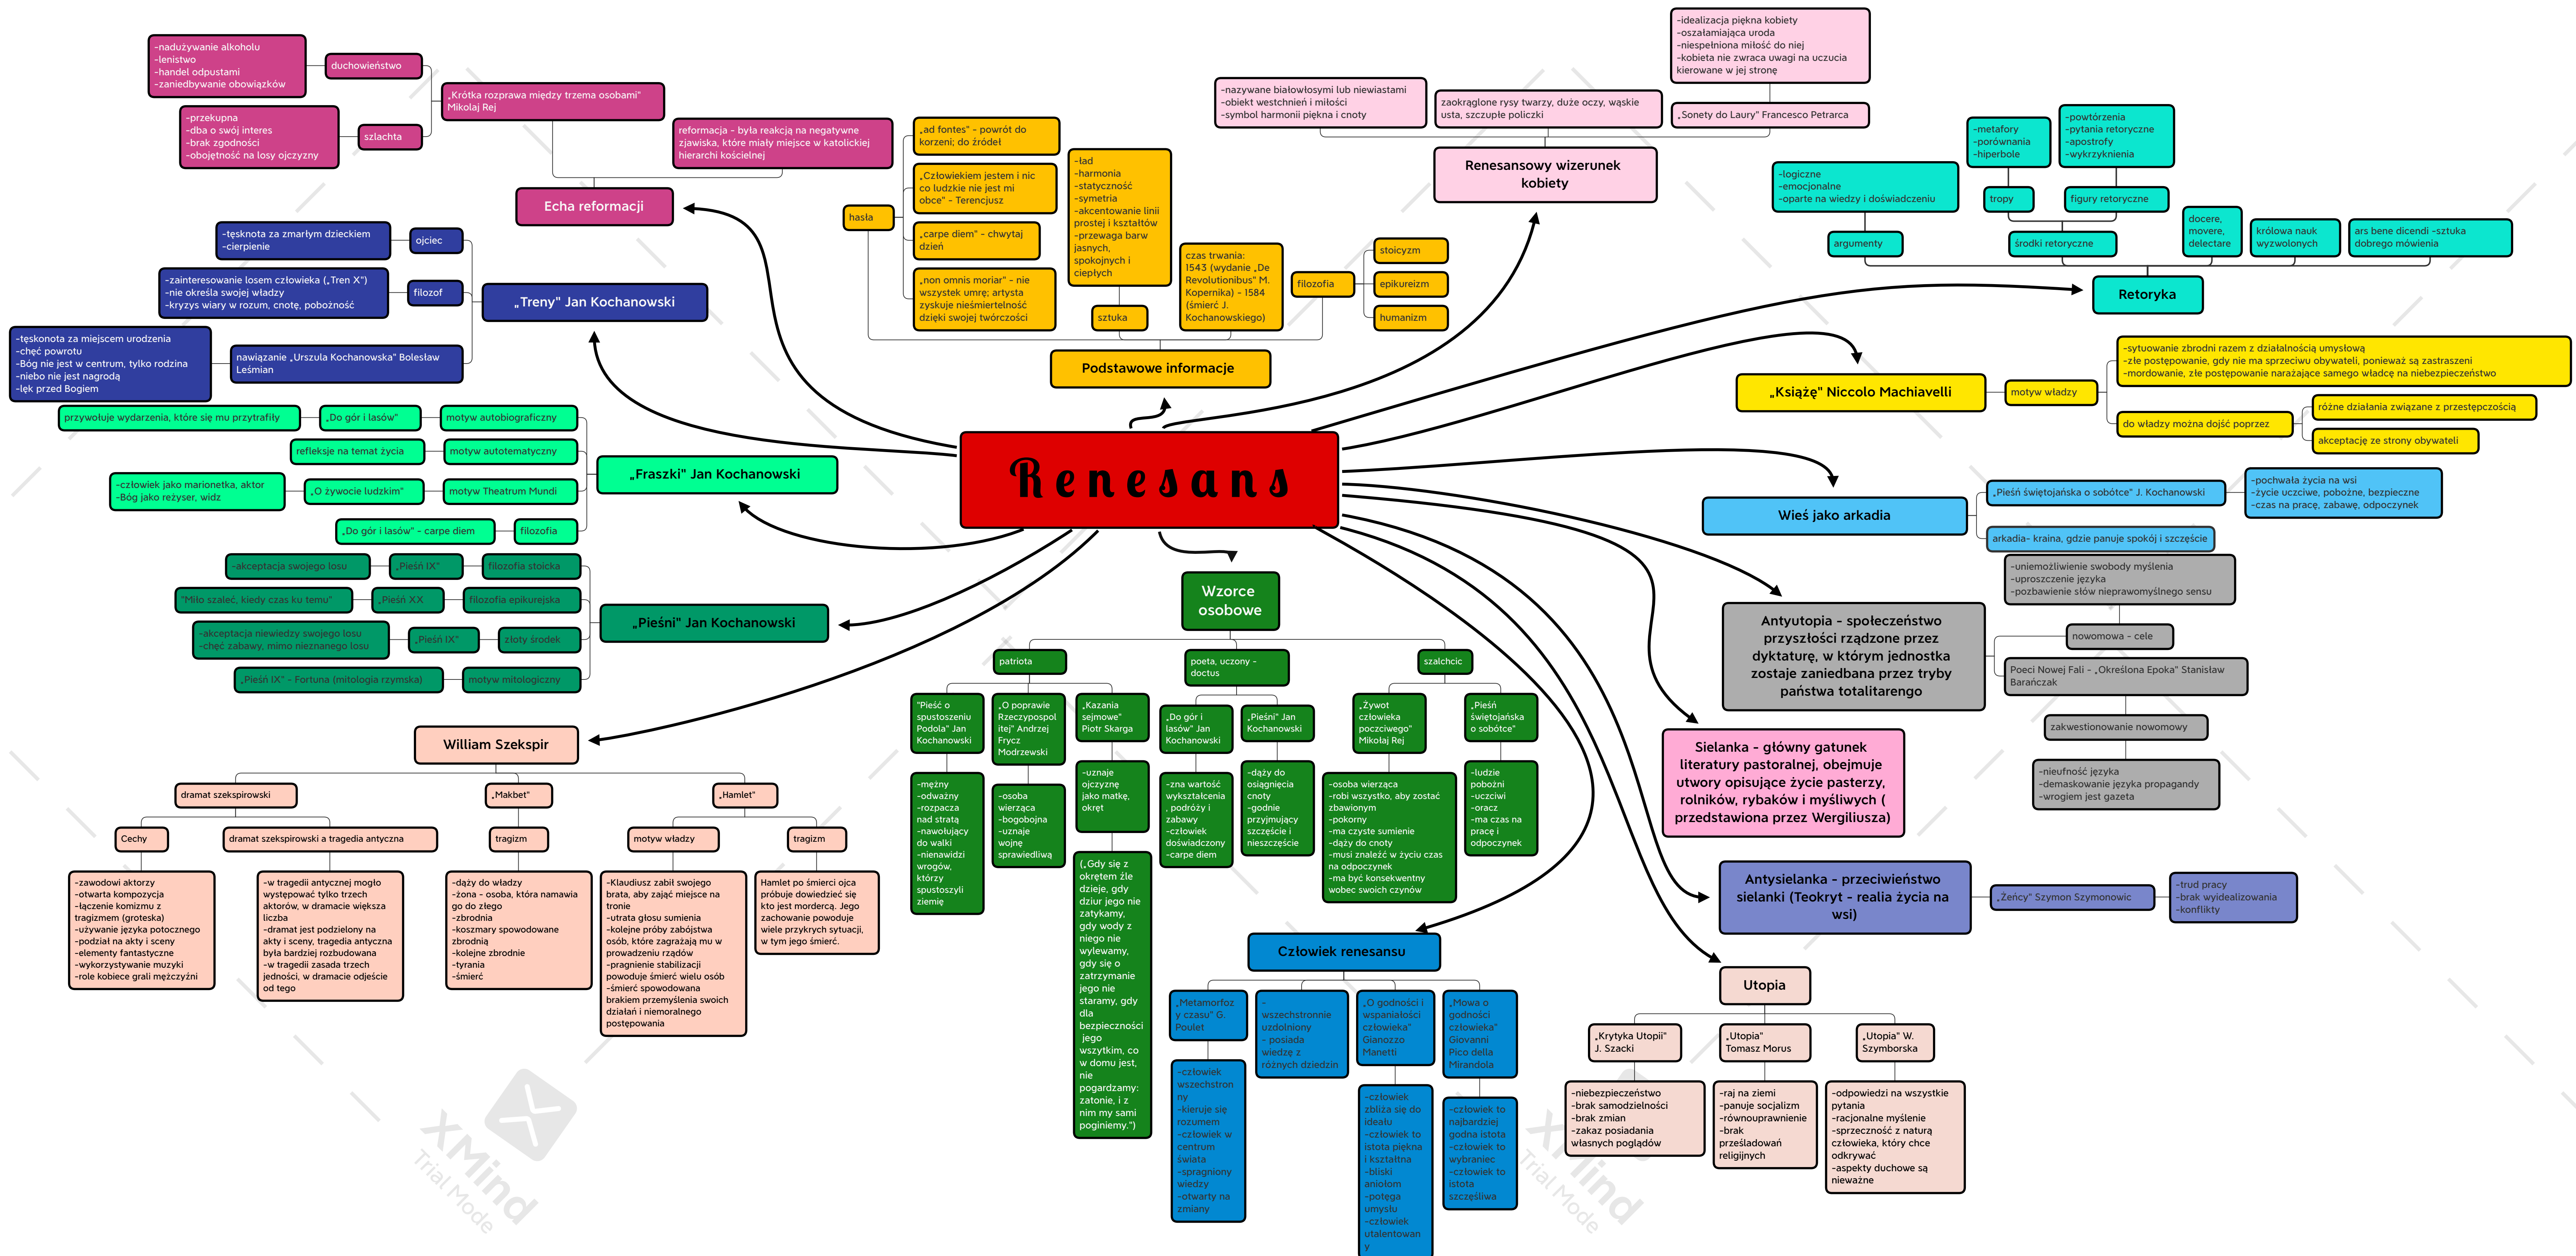 Renesans
Echa reformacji
„Krótka rozprawa między trzema osobami"
Mikolaj Rej
duchowieństwo
-nadużywanie alkoholu
-lenistwo
-handel odpustami
-zaniedbywanie obowiązków
szlachta
-przekupna
-dba o swój interes
-brak zgodności
-obojętność na losy ojczyzny
reformacja - była reakcją na negatywne
zjawiska, które miały miejsce w katolickiej
hierarchi kościelnej
„Treny" Jan Kochanowski
ojciec
-tęsknota za zmarłym dzieckiem
-cierpienie
filozof
-zainteresowanie losem człowieka („Tren X")
-nie określa swojej władzy
-kryzys wiary w rozum, cnotę, pobożność
nawiązanie „Urszula Kochanowska" Bolesław
Leśmian
-tęskonota za miejscem urodzenia
-chęć powrotu
-Bóg nie jest w centrum, tylko rodzina
-niebo nie jest nagrodą
-lęk przed Bogiem
„Fraszki" Jan Kochanowski
motyw autobiograficzny
„Do gór i lasów"
przywołuje wydarzenia, które się mu przytrafiły
motyw autotematyczny
refleksje na temat życia
motyw Theatrum Mundi
„O żywocie ludzkim"
-człowiek jako marionetka, aktor
-Bóg jako reżyser, widz
filozofia
„Do gór i lasów" - carpe diem
„Pieśni" Jan Kochanowski
filozofia stoicka
„Pieśń IX"
-akceptacja swojego losu
filozofia epikurejska
„Pieśń XX
"Miło szaleć, kiedy czas ku temu"
złoty środek
„Pieśń IX"
-akceptacja niewiedzy swojego losu
-chęć zabawy, mimo nieznanego losu
motyw mitologiczny
„Pieśń IX" - Fortuna (mitologia rzymska)
William Szekspir
dramat szekspirowski
Cechy
-zawodowi aktorzy
-otwarta kompozycja
-łączenie komizmu z
tragizmem (groteska)
-używanie języka potocznego
-podział na akty i sceny
-elementy fantastyczne
-wykorzystywanie muzyki
-role kobiece grali mężczyźni
dramat szekspirowski a tragedia antyczna
-w tragedii antycznej mogło
występować tylko trzech
aktorów, w dramacie większa
liczba
-dramat jest podzielony na
akty i sceny, tragedia antyczna
była bardziej rozbudowana
-w tragedii zasada trzech
jedności, w dramacie odjeście
od tego
„Makbet"
tragizm
-dąży do władzy
-żona - osoba, która namawia
go do złego
-zbrodnia
-koszmary spowodowane
zbrodnią
-kolejne zbrodnie
-tyrania
-śmierć
„Hamlet"
motyw władzy
-Klaudiusz zabił swojego
brata, aby zająć miejsce na
tronie
-utrata głosu sumienia
-kolejne próby zabójstwa
osób, które zagrażają mu w
prowadzeniu rządów
-pragnienie stabilizacji
powoduje śmierć wielu osób
-śmierć spowodowana
brakiem przemyślenia swoich
działań i niemoralnego
postępowania
tragizm
Hamlet po śmierci ojca
próbuje dowiedzieć się
kto jest mordercą. Jego
zachowanie powoduje
wiele przykrych sytuacji,
w tym jego śmierć.
Podstawowe informacje
hasła
„ad fontes" - powrót do
korzeni; do źródeł
„Człowiekiem jestem i nic
co ludzkie nie jest mi
obce" - Terencjusz
„carpe diem" - chwytaj
dzień
„non omnis moriar" - nie
wszystek umrę; artysta
zyskuje nieśmiertelność
dzięki swojej twórczości
sztuka
-ład
-harmonia
-statyczność
-symetria
-akcentowanie linii
prostej i kształtów
-przewaga barw
jasnych,
spokojnych i
ciepłych
czas trwania:
1543 (wydanie „De
Revolutionibus" M.
Kopernika) - 1584
(śmierć J.
Kochanowskiego)
filozofia
stoicyzm
epikureizm
humanizm
Renesansowy wizerunek
kobiety
-nazywane białowłosymi lub niewiastami
-obiekt westchnień i miłości
-symbol harmonii piękna i cnoty
zaokrąglone rysy twarzy, duże oczy, wąskie
usta, szczupłe policzki
„Sonety do Laury" Francesco Petrarca
-idealizacja piękna kobiety
-oszałamiająca uroda
-niespełniona miłość do niej
-kobieta nie zwraca uwagi na uczucia
kierowane w jej stronę
Retoryka
argumenty
-logiczne
-emocjonalne
-oparte na wiedzy i doświadczeniu
środki retoryczne
tropy
-metafory
-porównania
-hiperbole
figury retoryczne
-powtórzenia
-pytania retoryczne
-apostrofy
-wykrzyknienia
docere,
movere,
delectare
królowa nauk
wyzwolonych
ars bene dicendi -sztuka
dobrego mówienia
„Książę" Niccolo Machiavelli
motyw władzy
-sytuowanie zbrodni razem z działalnością umysłową
-złe postępowanie, gdy nie ma sprzeciwu obywateli, ponieważ są zastraszeni
-mordowanie, złe postępowanie narażające samego władcę na niebezpieczeństwo
do władzy można dojść poprzez
różne działania związane z przestępczością
akceptację ze strony obywateli
Wieś jako arkadia
„Pieśń świętojańska o sobótce" J. Kochanowski
-pochwała życia na wsi
-życie uczciwe, pobożne, bezpieczne
-czas na pracę, zabawę, odpoczynek
arkadia- kraina, gdzie panuje spokój i szczęście
Antyutopia - społeczeństwo
przyszłości rządzone przez
dyktaturę, w którym jednostka
zostaje zaniedbana przez tryby
państwa totalitarengo
nowomowa - cele
-uniemożliwienie swobody myślenia
-uproszczenie języka
-pozbawienie słów nieprawomyślnego sensu
Poeci Nowej Fali - „Określona Epoka" Stanisław
Barańczak
zakwestionowanie nowomowy
-nieufność języka
-demaskowanie języka propagandy
-wrogiem jest gazeta
Sielanka - główny gatunek
literatury pastoralnej, obejmuje
utwory opisujące życie pasterzy,
rolników, rybaków i myśliwych (
przedstawiona przez Wergiliusza)
Antysielanka - przeciwieństwo
sielanki (Teokryt - realia życia na
wsi)
„Żeńcy" Szymon Szymonowic
-trud pracy
-brak wyidealizowania
-konflikty
Utopia
„Krytyka Utopii"
J. Szacki
-niebezpieczeństwo
-brak samodzielności
-brak zmian
-zakaz posiadania
własnych poglądów
„Utopia"
Tomasz Morus
-raj na ziemi
-panuje socjalizm
-równouprawnienie
-brak
prześladowań
religijnych
„Utopia" W.
Szymborska
-odpowiedzi na wszystkie
pytania
-racjonalne myślenie
-sprzeczność z naturą
człowieka, który chce
odkrywać
-aspekty duchowe są
nieważne
Wzorce
osobowe
patriota
"Pieść o
spustoszeniu
Podola" Jan
Kochanowski
-mężny
-odważny
-rozpacza
nad stratą
-nawołujący
do walki
-nienawidzi
wrogów,
którzy
spustoszyli
ziemię
„O poprawie
Rzeczypospol
itej" Andrzej
Frycz
Modrzewski
-osoba
wierząca
-bogobojna
-uznaje
wojnę
sprawiedliwą
„Kazania
sejmowe"
Piotr Skarga
-uznaje
ojczyznę
jako matkę,
okręt
(„Gdy się z
okrętem źle
dzieje, gdy
dziur jego nie
zatykamy,
gdy wody z
niego nie
wylewamy,
gdy się o
zatrzymanie
jego nie
staramy, gdy
dla
bezpieczności
jego
wszytkim, co
w domu jest,
nie
pogardzamy:
zatonie, i z
nim my sami
poginiemy.")
poeta, uczony -
doctus
„Do gór i
lasów" Jan
Kochanowski
-zna wartość
wykształcenia
, podróży i
zabawy
-człowiek
doświadczony
-carpe diem
„Pieśni" Jan
Kochanowski
-dąży do
osiągnięcia
cnoty
-godnie
przyjmujący
szczęście i
nieszczęście
szalchcic
„Żywot
człowieka
poczciwego"
Mikołaj Rej
-osoba wierząca
-robi wszystko, aby zostać
zbawionym
-pokorny
-ma czyste sumienie
-dąży do cnoty
-musi znaleźć w życiu czas
na odpoczynek
-ma być konsekwentny
wobec swoich czynów
„Pieśń
świętojańska
o sobótce"
-ludzie
pobożni
-uczciwi
-oracz
-ma czas na
pracę i
odpoczynek
Człowiek renesansu
„Metamorfoz
y czasu" G.
Poulet
-człowiek
wszechstron
ny
-kieruje się
rozumem
-człowiek w
centrum
świata
-spragniony
wiedzy
-otwarty na
zmiany
-
wszechstronnie
uzdolniony
- posiada
wiedzę z
różnych dziedzin
„O godności i
wspaniałości
człowieka"
Gianozzo
Manetti
-człowiek
zbliża się do
ideału
-człowiek to
istota piękna
i kształtna
-bliski
aniołom
-potęga
umysłu
-człowiek
utalentowan
y
„Mowa o
godności
człowieka"
Giovanni
Pico della
Mirandola
-człowiek to
najbardziej
godna istota
-człowiek to
wybraniec
-człowiek to
istota
szczęśliwa
XMind
Trial Mode
XMind
Trial Mode